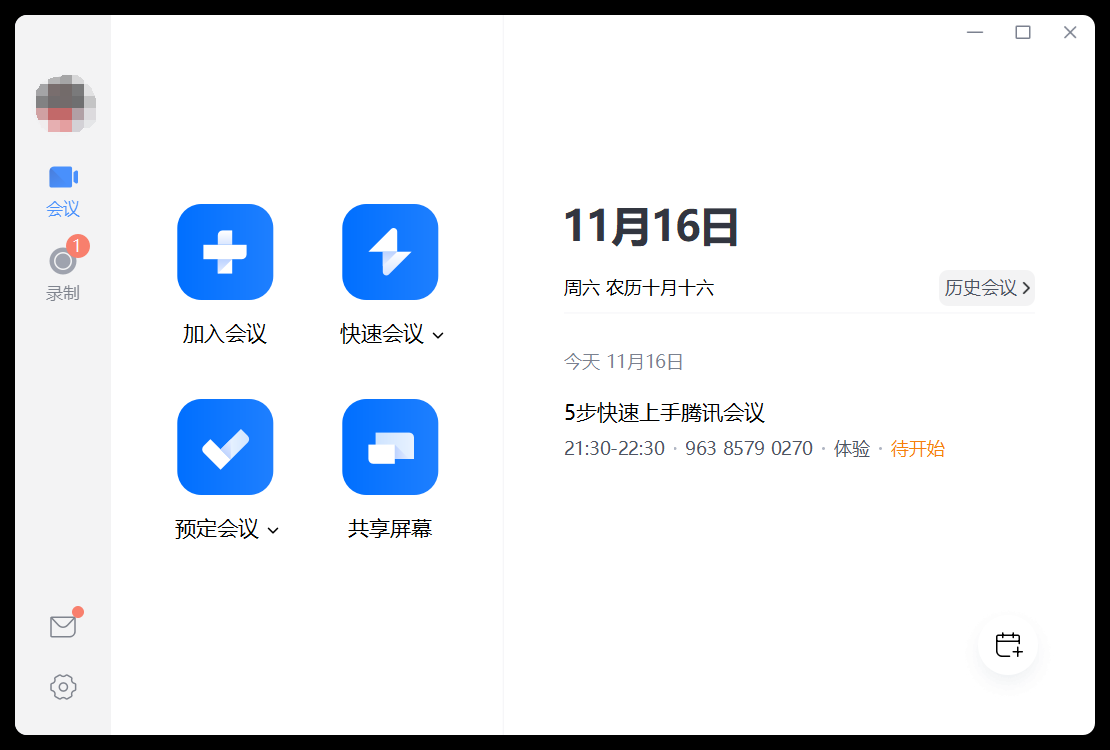 会议
1
录制
加入会议
快速会议
预定会议
共享屏幕
11月16日
周六 农历十月十六
历史会议
今天 11月16日
5步快速上手腾讯会议
21:30-22:30 · 963 8579 0270 · 体验 · 待开始